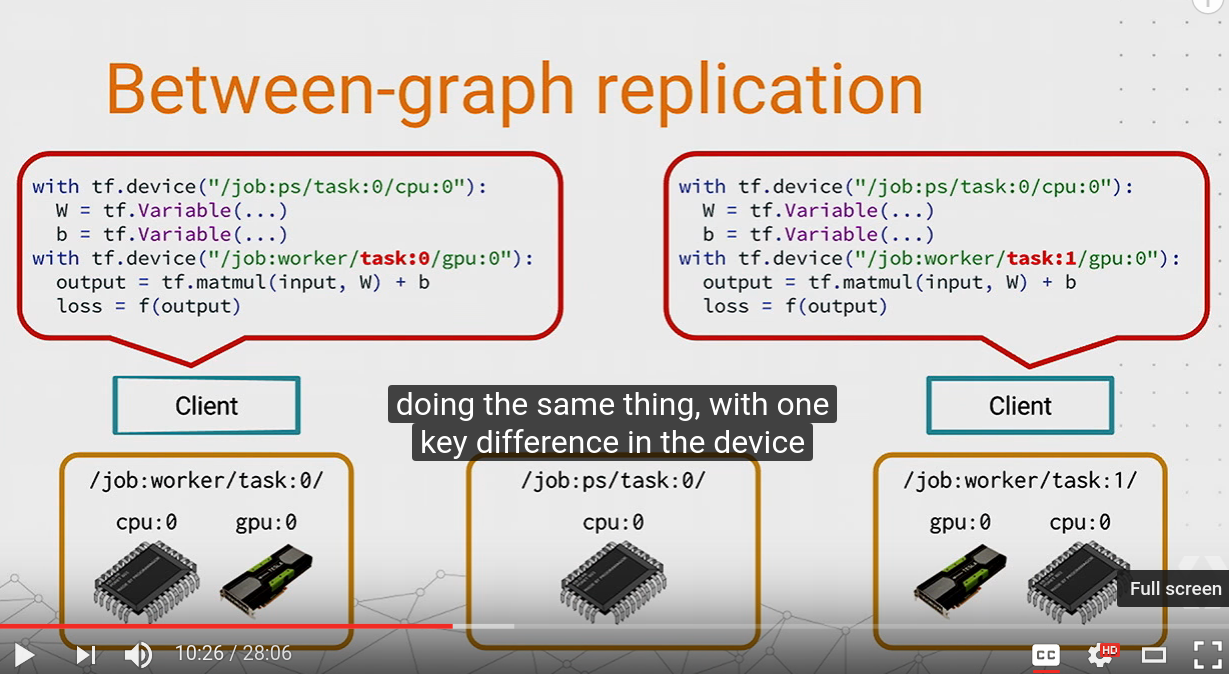 Between-graph replication
with tf.device("/job:ps/task:0/cpu:0"):
W = tf.Variable(...)
b = tf.Variable(...)
with tf.device("/job:worker/task:0/gpu:0"):
output = tf.matmul(input, W) + b
loss = f(output)
with tf.device("/job:ps/task:0/cpu:0"):
W = tf.Variable(...)
b = tf.Variable(...)
with tf.device("/job:worker/task:1/gpu:0"):
output = tf.matmul(input, W) + b
loss = f(output)
Client
Client
doing the same thing, with one
key difference in the device
/job:worker/task:0/
cpu:0 gpu:0
/job:ps/task:0/
cpu:0
/job:worker/task:1/
gpu:0 cpu:0
Full screen
10:26 / 28:06
CC
HD